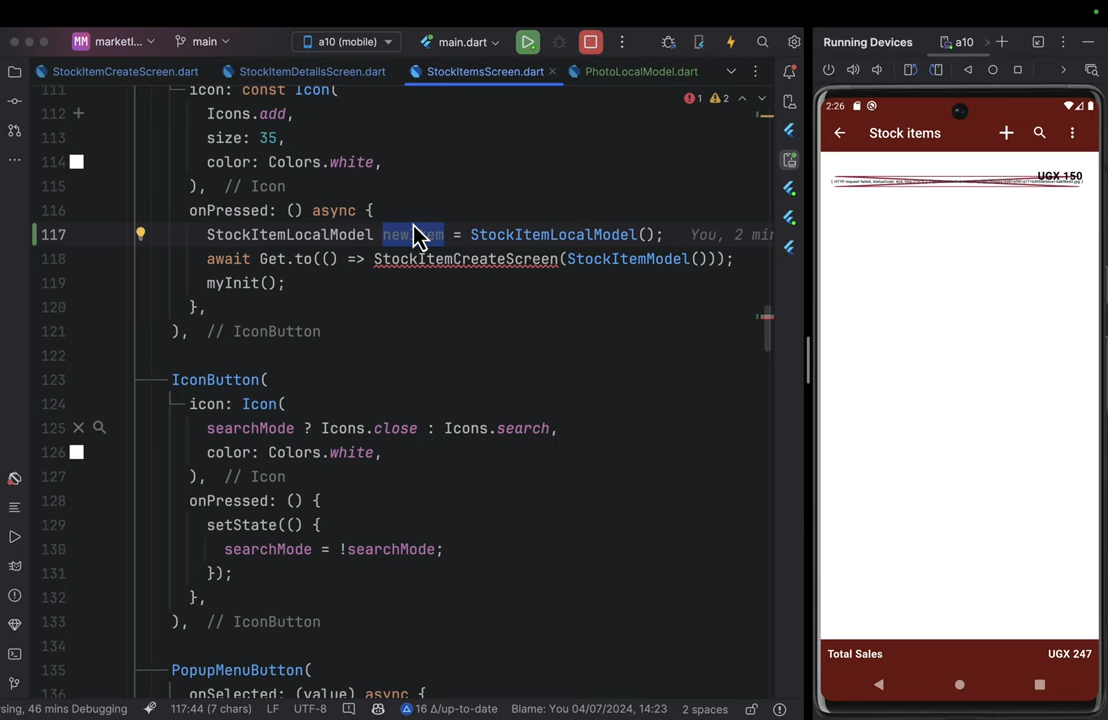 MM marketl...
main
a10 (mobile)
main.dart
Running Devices
a10
StockItemCreateScreen.dart
StockItemDetailsScreen.dart
StockItemsScreen.dart
PhotoLocalModel.dart
1 2
111 icon: const Icon(
112 Icons.add,
113 size: 35,
114 color: Colors.white,
115 ), // Icon
116 onPressed: () async {
117 StockItemLocalModel newItem = StockItemLocalModel(); You, 2 min
118 await Get.to(() => StockItemCreateScreen(StockItemModel()));
119 myInit();
120 },
121 ), // IconButton
122
123 IconButton(
124 icon: Icon(
125 searchMode ? Icons.close : Icons.search,
126 color: Colors.white,
127 ), // Icon
128 onPressed: () {
129 setState(() {
130 searchMode = !searchMode;
131 });
132 },
133 ), // IconButton
134
135 PopupMenuButton(
136 onSelected: (value) async {
2:26
Stock items
UGX 150
Total Sales UGX 247
sing, 46 mins Debugging
117:44 (7 chars)
LF
UTF-8
16 Δ/up-to-date
Blame: You 04/07/2024, 14:23
2 spaces